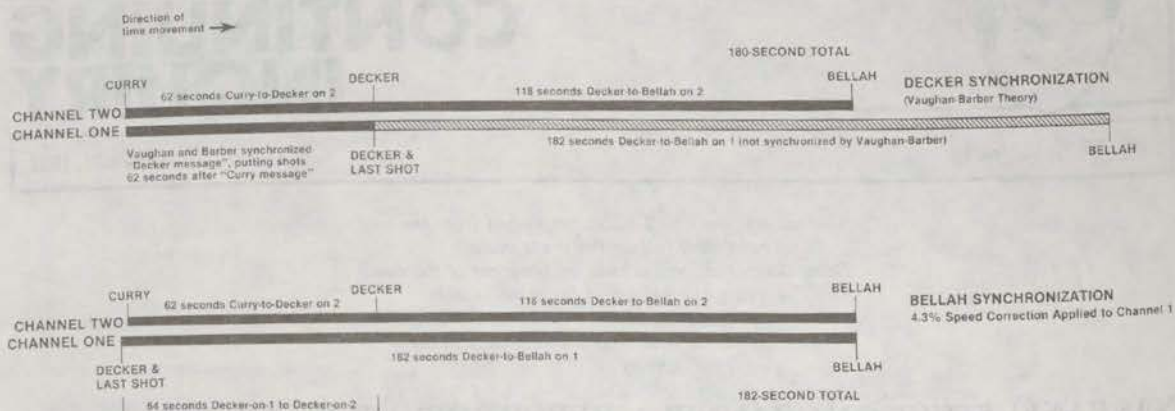 CONTINUING
Direction of
time movement
180-SECOND TOTAL
CURRY
DECKER
BELLAH
DECKER SYNCHRONIZATION
(Vaughan-Barber Theory)
62 seconds Curry-to-Decker on 2
118 seconds Decker-to-Bellah on 2
CHANNEL TWO
CHANNEL ONE
Vaughan and Barber synchronized
"Decker message", putting shots
62 seconds after "Curry message"
DECKER &
LAST SHOT
182 seconds Decker-to-Bellah on 1 (not synchronized by Vaughan-Barber)
BELLAH
CURRY
DECKER
BELLAH
BELLAH SYNCHRONIZATION
4.3% Speed Correction Applied to Channel 1
62 seconds Curry-to-Decker on 2
118 seconds Decker-to-Bellah on 2
CHANNEL TWO
CHANNEL ONE
182 seconds Decker-to-Bellah on 1
DECKER &
LAST SHOT
BELLAH
182-SECOND TOTAL
64 seconds Decker-on-1 to Decker-on-2